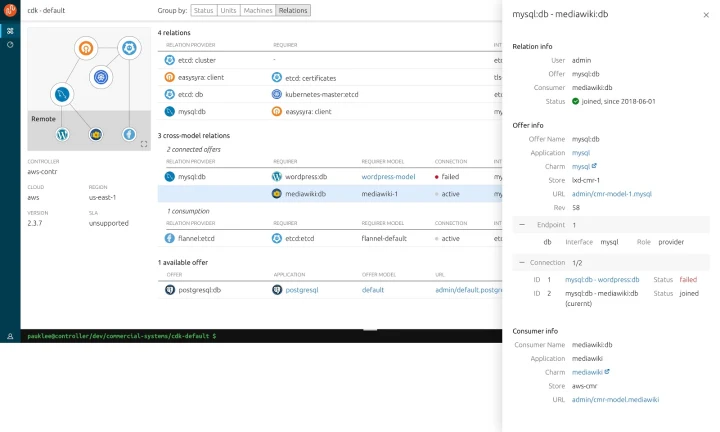 cdk - default
Group by: Status Units Machines Relations
Remote
CONTROLLER
aws-contr
CLOUD REGION
aws us-east-1
VERSION SLA
2.3.7 unsupported
4 relations
RELATION PROVIDER REQUIRER INT
etcd: cluster - etc
easysra: client etcd: certificates tls
etcd: db kubernetes-master:etcd etc
mysql:db easyrsa: client my
3 cross-model relations
2 connected offers
RELATION PROVIDER REQUIRER REQUIRER MODEL CONNECTION INT
mysql:db wordpress:db wordpress-model failed my
mediawiki:db mediawiki-1 active my
1 consumption
RELATION PROVIDER REQUIRER REQUIRER MODEL CONNECTION INT
flannel:etcd etcd:etcd flannel-default active etc
1 available offer
OFFER APPLICATION OFFER MODEL URL
postgresql:db postgresql default admin/default.postgre
pauklee@controller/dev/commercial-systems/cdk-default $
mysql:db - mediawiki:db ×
Relation info
User admin
Offer mysql:db
Consumer mediawiki:db
Status joined, since 2018-06-01
Offer info
Offer Name mysql:db
Application mysql
Charm mysql
Store lxd-cmr-1
URL admin/cmr-model-1.mysql
Rev 58
Endpoint 1
db Interface mysql Role provider
Connection 1/2
ID 1 mysql:db - wordpress:db Status failed
ID 2 mysql:db - mediawiki:db Status joined
(curernt)
Consumer info
Consumer Name mediawiki:db
Application mediawiki
Charm mediawiki
Store aws-cmr
URL admin/cmr-model.mediawiki